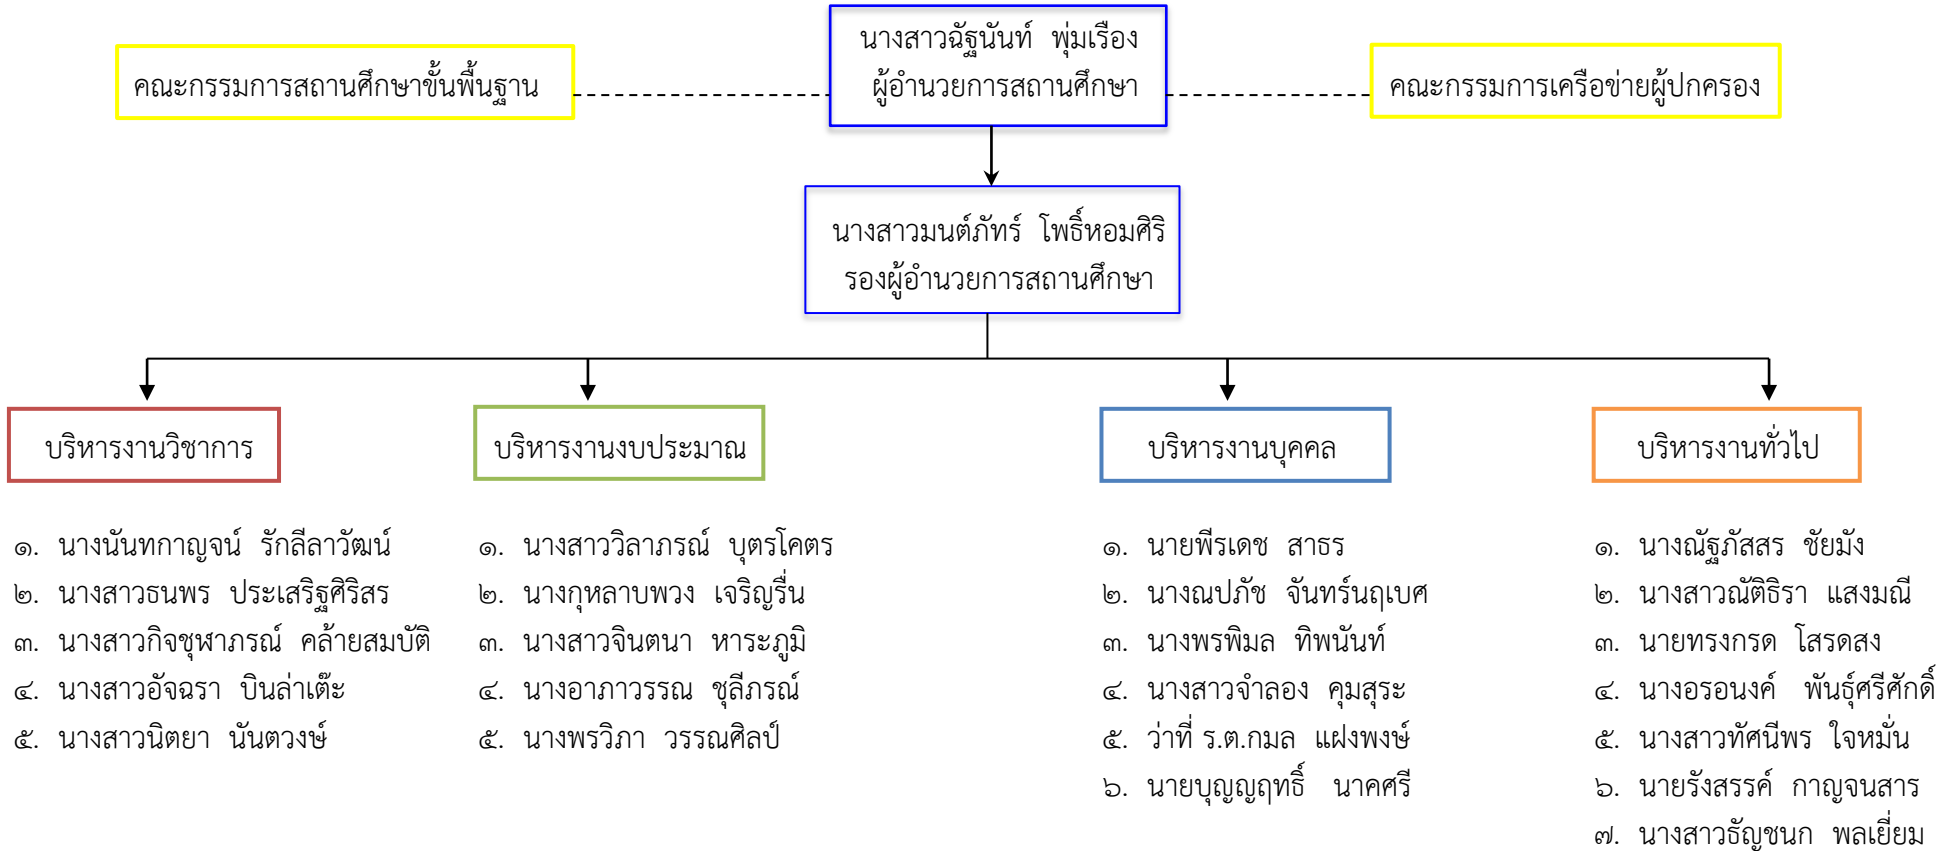 นางสาวฉัฐนันท์ พุ่มเรือง
ผู้อำนวยการสถานศึกษา
คณะกรรมการสถานศึกษาขั้นพื้นฐาน
คณะกรรมการเครือข่ายผู้ปกครอง
นางสาวมนต์ภัทร์ โพธิ์หอมศิริ
รองผู้อำนวยการสถานศึกษา
บริหารงานวิชาการ
๑. นางนันทกาญจน์ รักลีลาวัฒน์
๒. นางสาวธนพร ประเสริฐศิริสร
๓. นางสาวกิจชุฬาภรณ์ คล้ายสมบัติ
๔. นางสาวอัจฉรา บินล่าเต๊ะ
๕. นางสาวนิตยา นันตวงษ์
บริหารงานงบประมาณ
๑. นางสาววิลาภรณ์ บุตรโคตร
๒. นางกุหลาบพวง เจริญรื่น
๓. นางสาวจินตนา หาระภูมิ
๔. นางอาภาวรรณ ชุลีภรณ์
๕. นางพรวิภา วรรณศิลป์
บริหารงานบุคคล
๑. นายพีรเดช สาธร
๒. นางณปภัช จันทร์นฤเบศ
๓. นางพรพิมล ทิพนันท์
๔. นางสาวจำลอง คุมสุระ
๕. ว่าที่ ร.ต.กมล แฝงพงษ์
๖. นายบุญญฤทธิ์ นาคศรี
บริหารงานทั่วไป
๑. นางณัฐภัสสร ชัยมัง
๒. นางสาวณัติธิรา แสงมณี
๓. นายทรงกรด โสรดสง
๔. นางอรอนงค์ พันธุ์ศรีศักดิ์
๕. นางสาวทัศนีพร ใจหมั่น
๖. นายรังสรรค์ กาญจนสาร
๗. นางสาวธัญชนก พลเยี่ยม